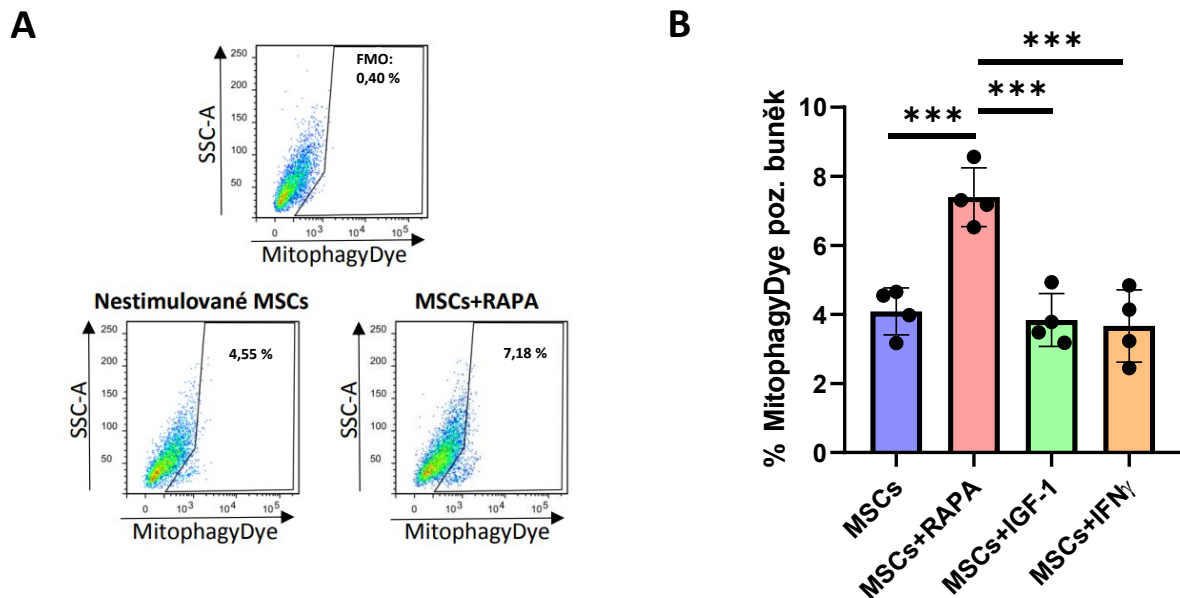 A
FMO:
0,40 %
SSC-A
250
200
150
100
50
0
10³
10⁴
10⁵
MitophagyDye
Nestimulované MSCs
4,55 %
SSC-A
250
200
150
100
50
0
10³
10⁴
10⁵
MitophagyDye
MSCs+RAPA
7,18 %
SSC-A
250
200
150
100
50
0
10³
10⁴
10⁵
MitophagyDye
B
***
***
***
% MitophagyDye poz. buněk
10
8
6
4
2
0
MSCs
MSCs+RAPA
MSCs+IGF-1
MSCs+IFNγ